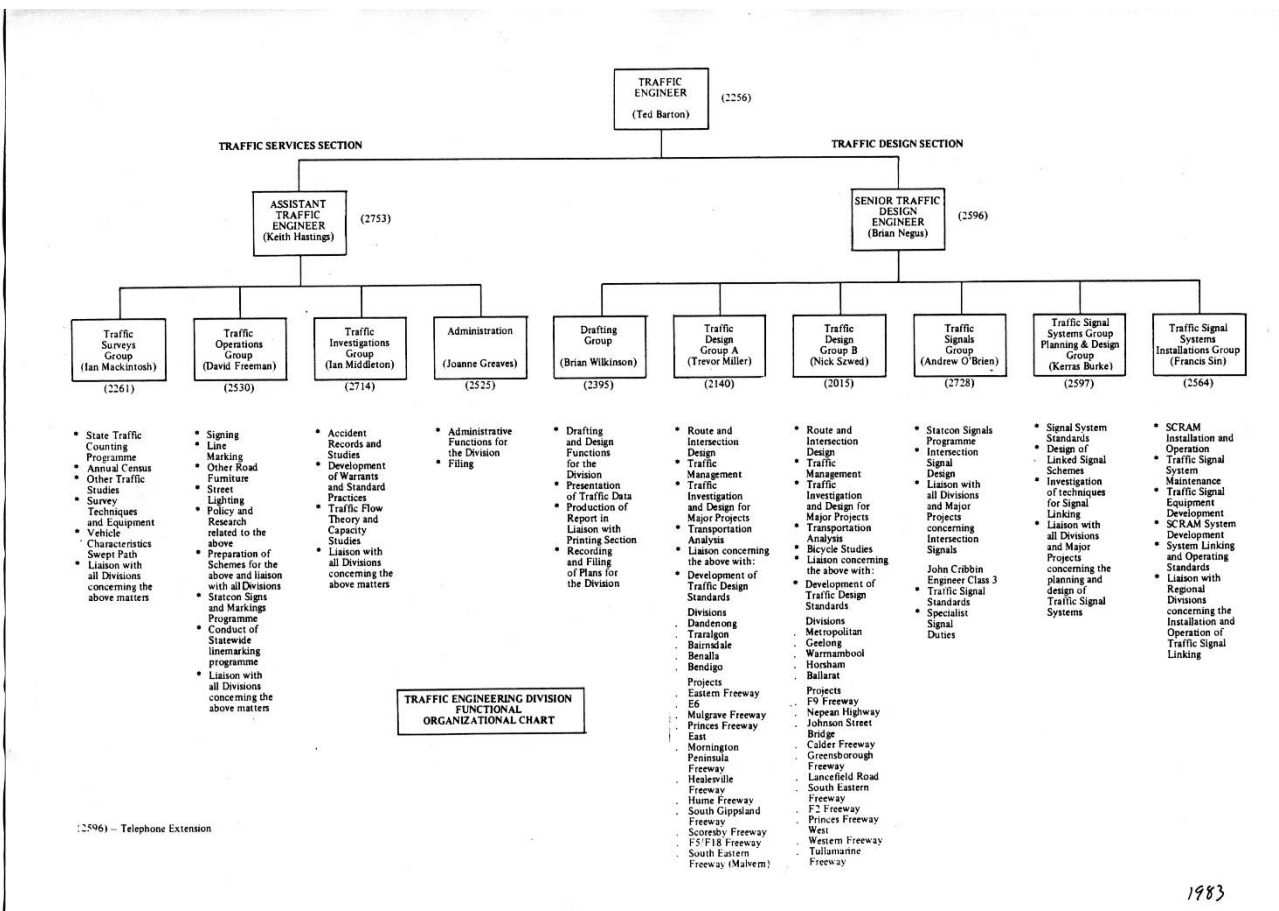 TRAFFIC
ENGINEER
(Ted Barton)
(2256)
TRAFFIC SERVICES SECTION
TRAFFIC DESIGN SECTION
ASSISTANT
TRAFFIC
ENGINEER
(Keith Hastings)
(2753)
SENIOR TRAFFIC
DESIGN
ENGINEER
(Brian Negus)
(2596)
Traffic
Surveys
Group
(Ian Mackintosh)
(2261)
* State Traffic
Counting
Programme
* Annual Census
* Other Traffic
Studies
* Survey
Techniques
and Equipment
* Vehicle
Characteristics
Swept Path
* Liaison with
all Divisions
concerning the
above matters
Traffic
Operations
Group
(David Freeman)
(2530)
* Signing
* Line
Marking
* Other Road
Furniture
* Street
Lighting
* Policy and
Research
related to the
above
* Preparation of
Schemes for the
above and liaison
with all Divisions
* Statcon Signs
and Markings
Programme
* Conduct of
Statewide
linemarking
programme
* Liaison with
all Divisions
concerning the
above matters
Traffic
Investigations
Group
(Ian Middleton)
(2714)
* Accident
Records and
Studies
* Development
of Warrants
and Standard
Practices
* Traffic Flow
Theory and
Capacity
Studies
* Liaison with
all Divisions
concerning the
above matters
Administration
(Joanne Greaves)
(2525)
* Administrative
Functions for
the Division
* Filing
Drafting
Group
(Brian Wilkinson)
(2395)
* Drafting
and Design
Functions
for the
Division
* Presentation
of Traffic Data
* Production of
Report in
Liaison with
Printing Section
* Recording
and Filing
of Plans for
the Division
Traffic
Design
Group A
(Trevor Miller)
(2140)
* Route and
Intersection
Design
* Traffic
Management
* Traffic
Investigation
and Design for
Major Projects
* Transportation
Analysis
* Liaison concerning
the above with:
* Development of
Traffic Design
Standards
Divisions
. Dandenong
. Traralgon
. Bairnsdale
. Benalla
. Bendigo
Projects
. Eastern Freeway
. E6
. Mulgrave Freeway
. Princes Freeway
East
. Mornington
Peninsula
Freeway
. Healesville
Freeway
. Hume Freeway
. South Gippsland
Freeway
. Scoresby Freeway
. F5/F18 Freeway
. South Eastern
Freeway (Malvern)
Traffic
Design
Group B
(Nick Szwed)
(2015)
* Route and
Intersection
Design
* Traffic
Management
* Traffic
Investigation
and Design for
Major Projects
* Transportation
Analysis
* Bicycle Studies
* Liaison concerning
the above with:
* Development of
Traffic Design
Standards
Divisions
. Metropolitan
. Geelong
. Warrnambool
. Horsham
. Ballarat
Projects
. F9 Freeway
. Nepean Highway
. Johnson Street
Bridge
. Calder Freeway
. Greensborough
Freeway
. Lancefield Road
. South Eastern
Freeway
. F2 Freeway
. Princes Freeway
West
. Western Freeway
. Tullamarine
Freeway
Traffic
Signals
Group
(Andrew O'Brien)
(2728)
* Statcon Signals
Programme
* Intersection
Signal
Design
* Liaison with
all Divisions
and Major
Projects
concerning
Intersection
Signals
John Cribbin
Engineer Class 3
* Traffic Signal
Standards
* Specialist
Signal
Duties
Traffic Signal
Systems Group
Planning & Design
Group
(Kerras Burke)
(2597)
* Signal System
Standards
* Design of
Linked Signal
Schemes
* Investigation
of techniques
for Signal
Linking
* Liaison with
all Divisions
and Major
Projects
concerning the
planning and
design of
Traffic Signal
Systems
Traffic Signal
Systems
Installations Group
(Francis Sin)
(2564)
* SCRAM
Installation and
Operation
* Traffic Signal
System
Maintenance
* Traffic Signal
Equipment
Development
* SCRAM System
Development
* System Linking
and Operating
Standards
* Liaison with
Regional
Divisions
concerning the
Installation and
Operation of
Traffic Signal
Linking
TRAFFIC ENGINEERING DIVISION
FUNCTIONAL
ORGANIZATIONAL CHART
(2596) – Telephone Extension
1983